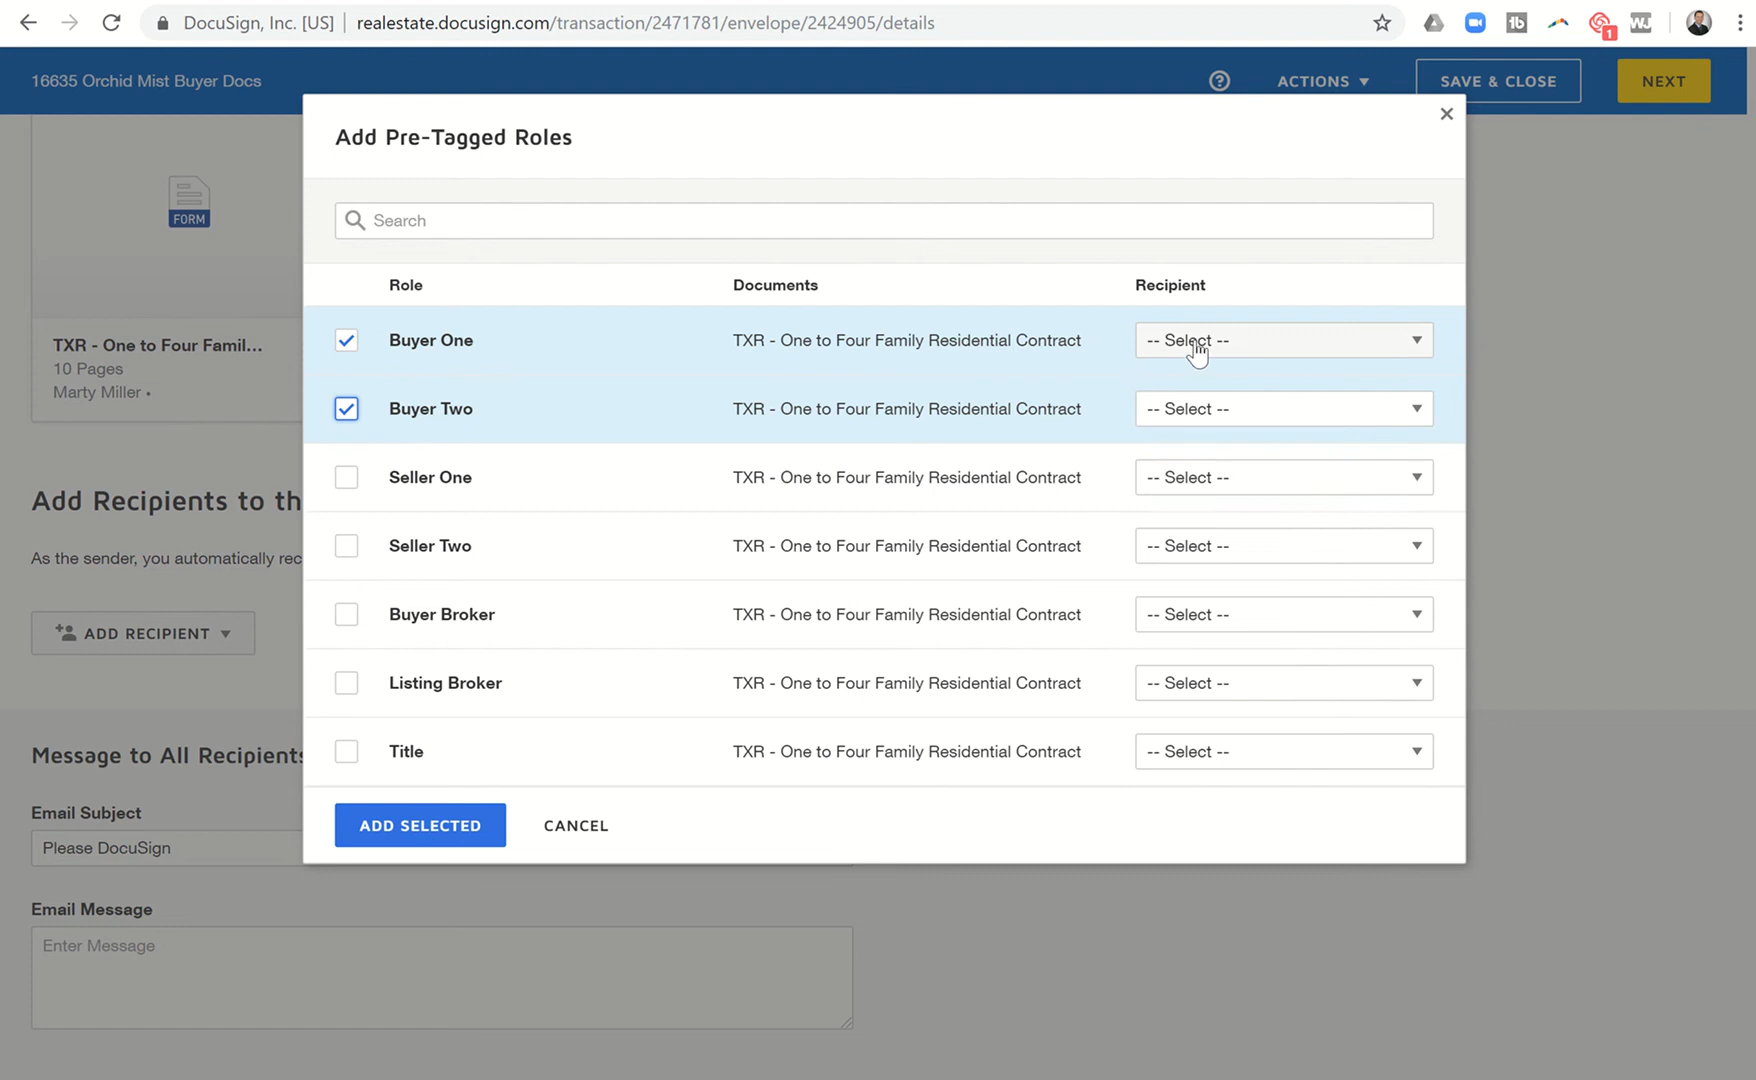 DocuSign, Inc. [US] | realestate.docusign.com/transaction/2471781/envelope/2424905/details
1
16635 Orchid Mist Buyer Docs
ACTIONS
SAVE & CLOSE
NEXT
Add Pre-Tagged Roles
Search
FORM
TXR - One to Four Famil...
10 Pages
Marty Miller •
Role Documents Recipient
Buyer One TXR - One to Four Family Residential Contract -- Select --
Buyer Two TXR - One to Four Family Residential Contract -- Select --
Seller One TXR - One to Four Family Residential Contract -- Select --
Seller Two TXR - One to Four Family Residential Contract -- Select --
Buyer Broker TXR - One to Four Family Residential Contract -- Select --
Listing Broker TXR - One to Four Family Residential Contract -- Select --
Title TXR - One to Four Family Residential Contract -- Select --
ADD SELECTED
CANCEL
Add Recipients to th
As the sender, you automatically rec
ADD RECIPIENT
Message to All Recipients
Email Subject
Please DocuSign
Email Message
Enter Message